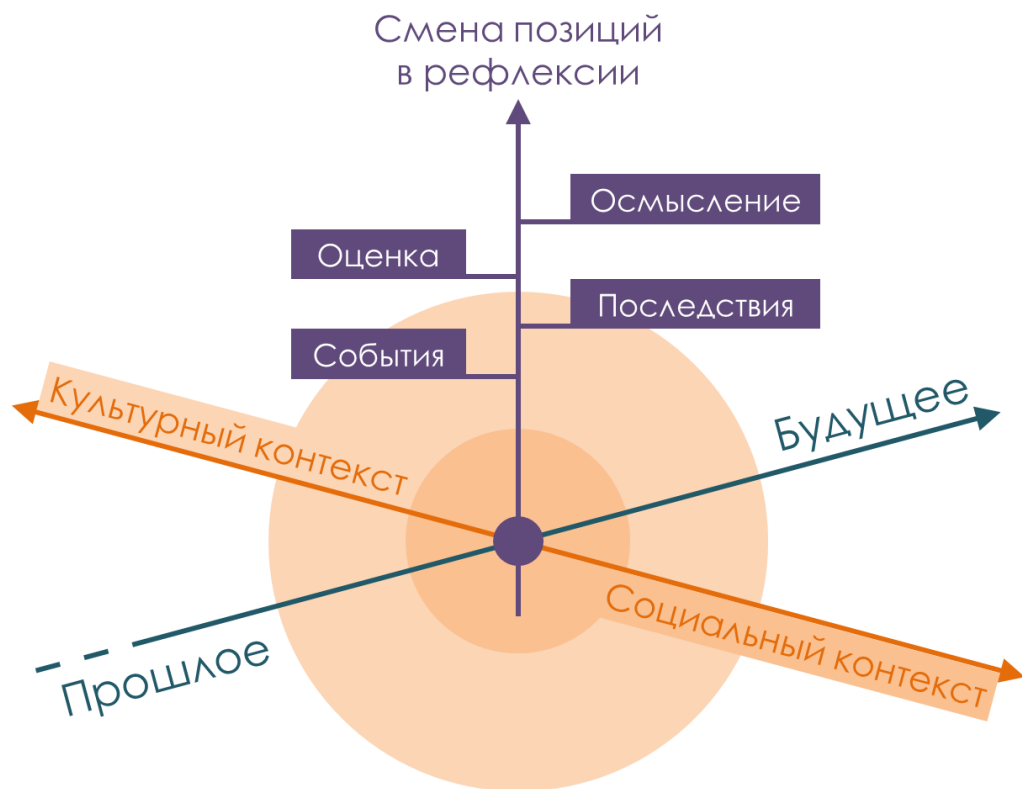 Смена позиций
в рефлексии
Осмысление
Оценка
Последствия
События
Культурный контекст
Будущее
Социальный контекст
Прошлое